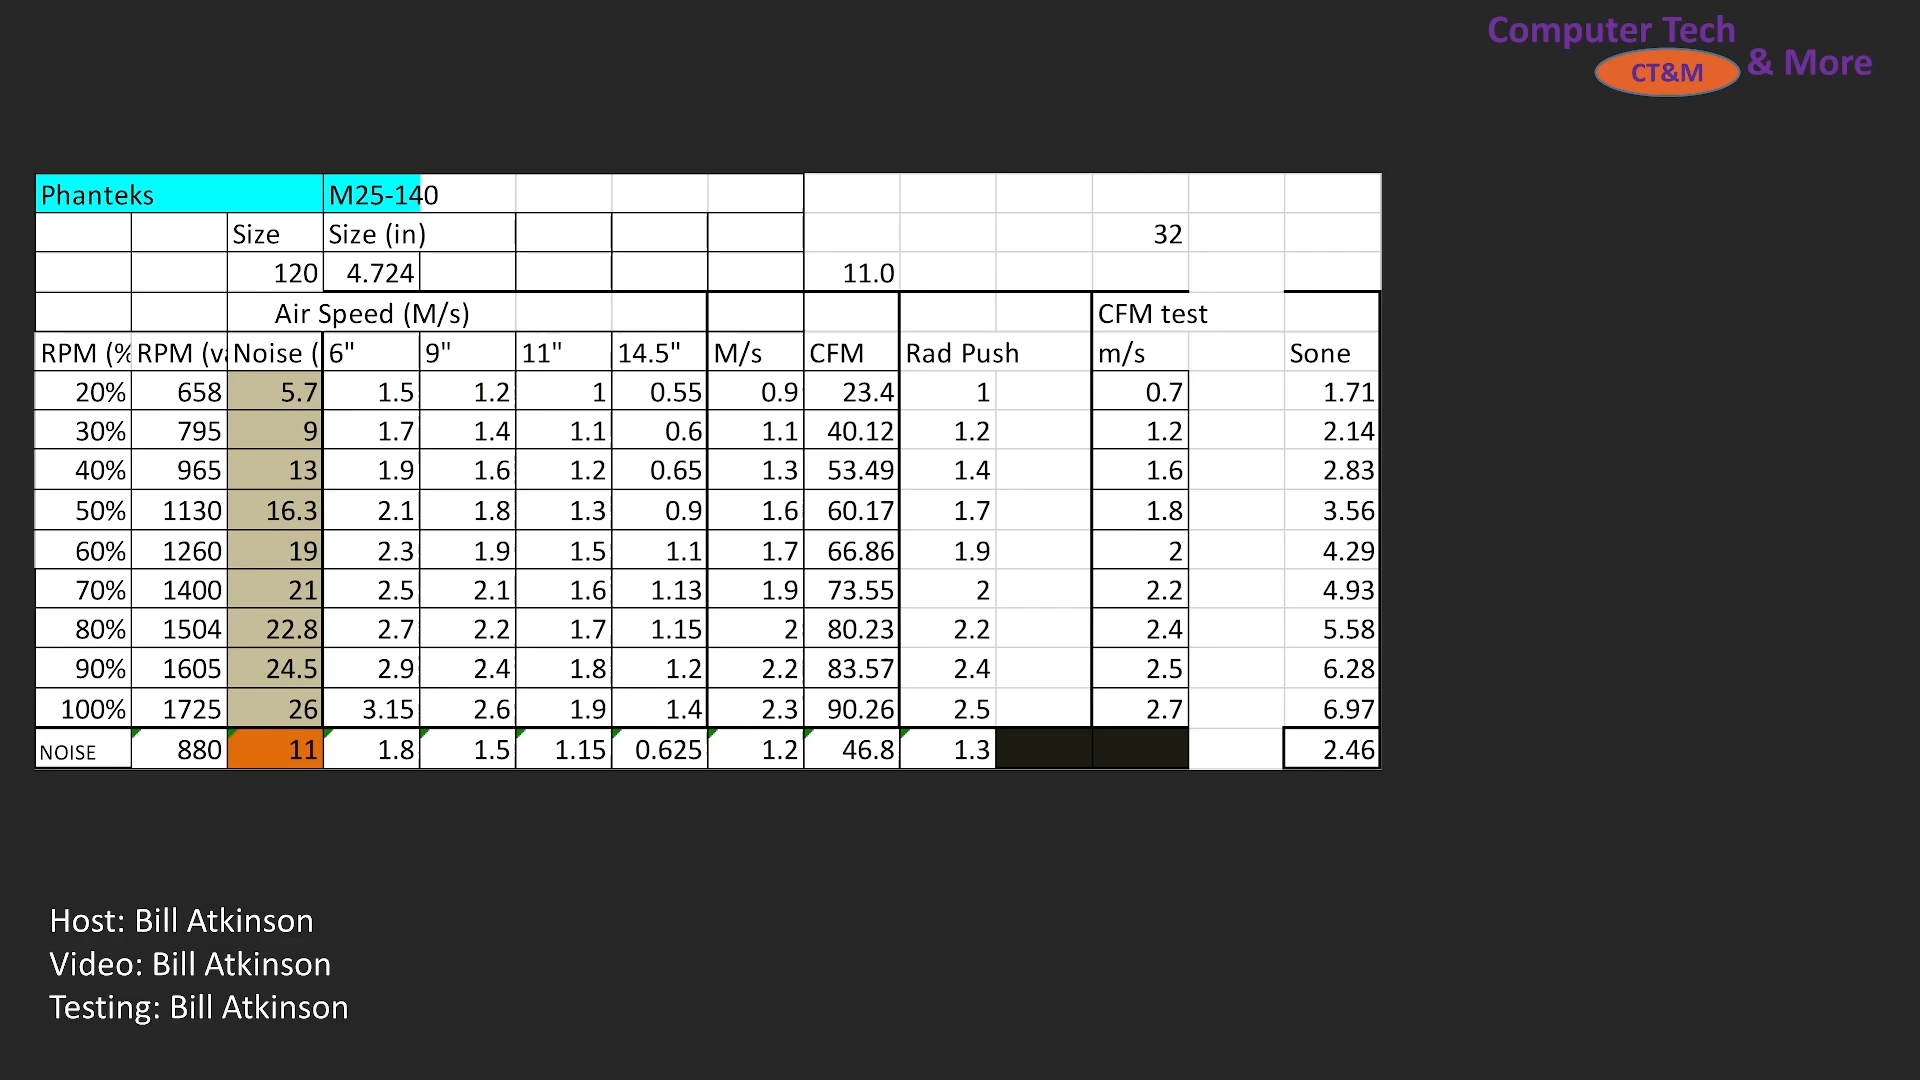 Computer Tech
CT&M & More
Phanteks M25-140
Size Size (in) 32
120 4.724 11.0
Air Speed (M/s) CFM test
RPM (% RPM (va Noise ( 6" 9" 11" 14.5" M/s CFM Rad Push m/s Sone
20% 658 5.7 1.5 1.2 1 0.55 0.9 23.4 1 0.7 1.71
30% 795 9 1.7 1.4 1.1 0.6 1.1 40.12 1.2 1.2 2.14
40% 965 13 1.9 1.6 1.2 0.65 1.3 53.49 1.4 1.6 2.83
50% 1130 16.3 2.1 1.8 1.3 0.9 1.6 60.17 1.7 1.8 3.56
60% 1260 19 2.3 1.9 1.5 1.1 1.7 66.86 1.9 2 4.29
70% 1400 21 2.5 2.1 1.6 1.13 1.9 73.55 2 2.2 4.93
80% 1504 22.8 2.7 2.2 1.7 1.15 2 80.23 2.2 2.4 5.58
90% 1605 24.5 2.9 2.4 1.8 1.2 2.2 83.57 2.4 2.5 6.28
100% 1725 26 3.15 2.6 1.9 1.4 2.3 90.26 2.5 2.7 6.97
NOISE 880 11 1.8 1.5 1.15 0.625 1.2 46.8 1.3 2.46
Host: Bill Atkinson
Video: Bill Atkinson
Testing: Bill Atkinson